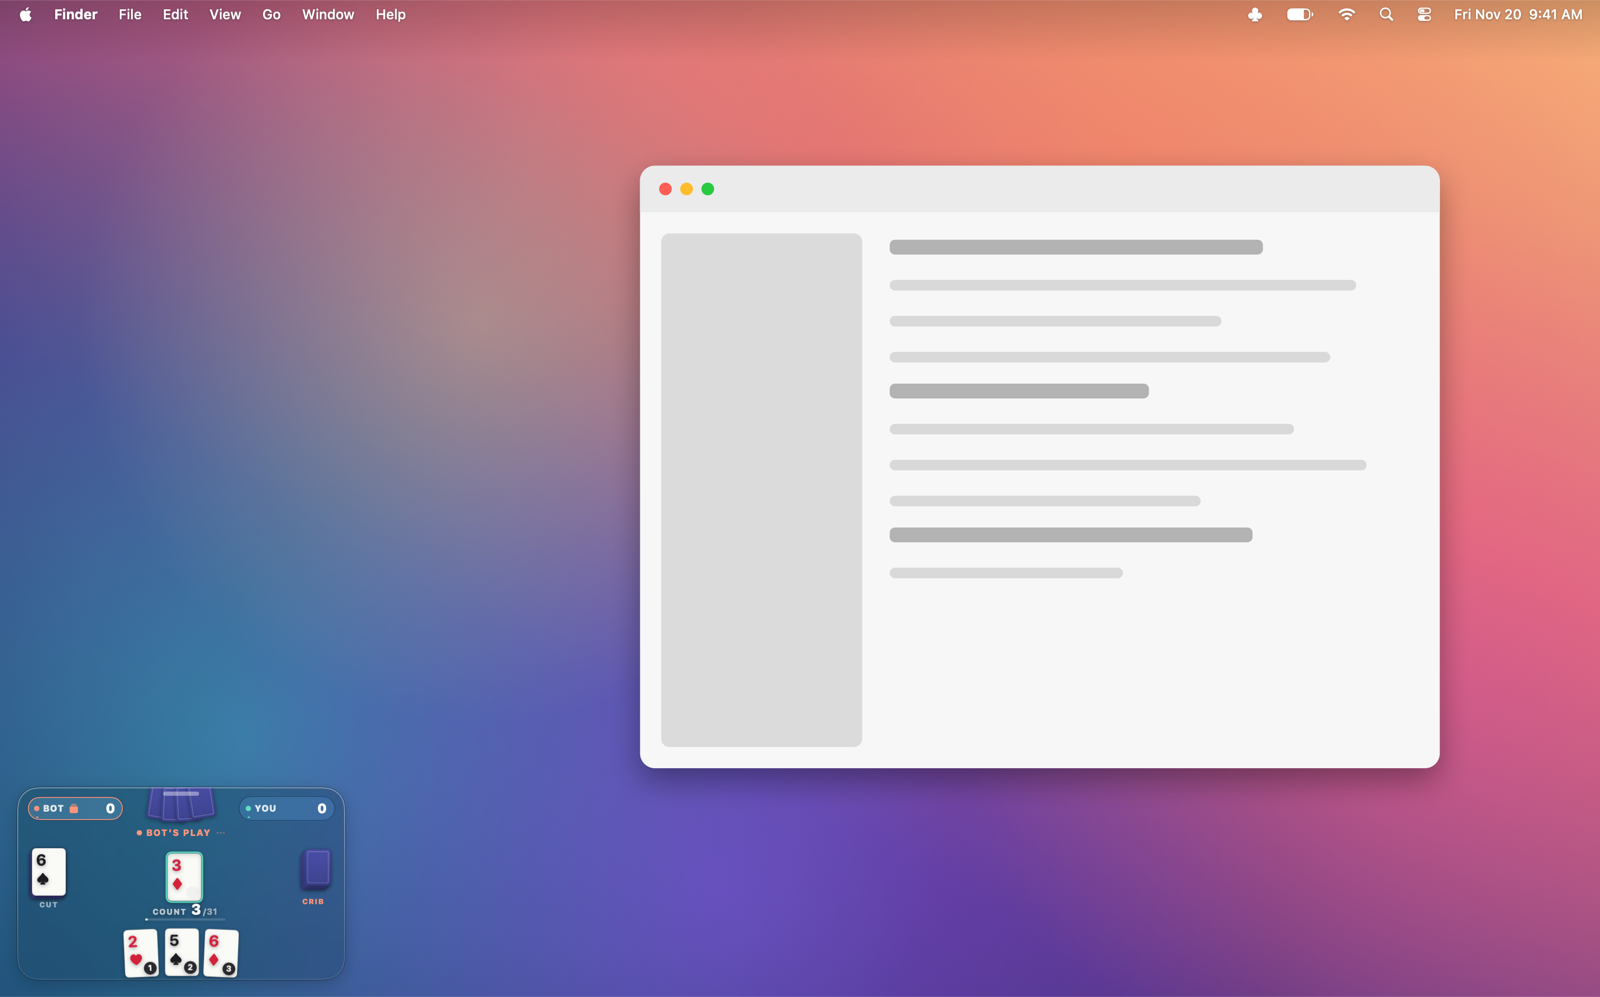 Finder File Edit View Go Window Help Fri Nov 20 9:41 AM
BOT 0 YOU 0
BOT'S PLAY ...
6 3
CUT CRIB
COUNT 3/31
2 5 6
1 2 3